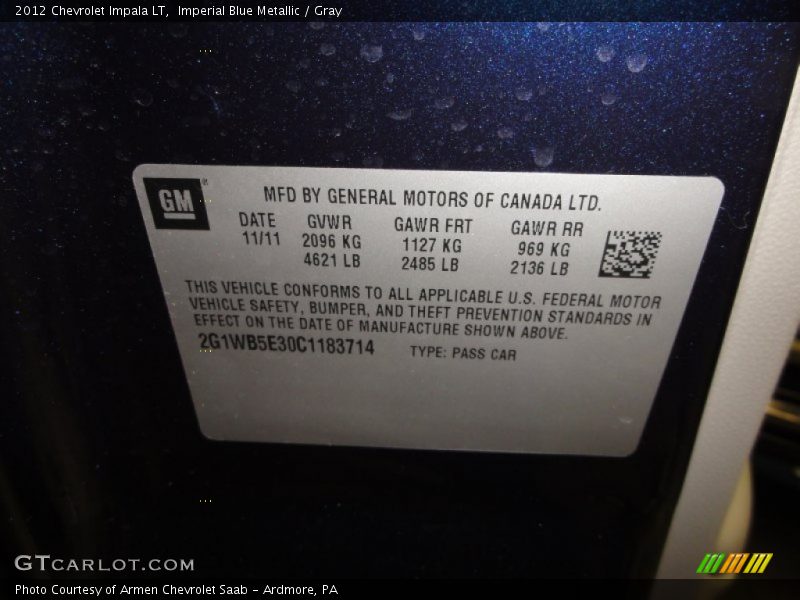 2012 Chevrolet Impala LT,  Imperial Blue Metallic / Gray
GM
MFD BY GENERAL MOTORS OF CANADA LTD.
DATE GVWR GAWR FRT GAWR RR
11/11 2096 KG 1127 KG 969 KG
4621 LB 2485 LB 2136 LB
THIS VEHICLE CONFORMS TO ALL APPLICABLE U.S. FEDERAL MOTOR
VEHICLE SAFETY, BUMPER, AND THEFT PREVENTION STANDARDS IN
EFFECT ON THE DATE OF MANUFACTURE SHOWN ABOVE.
2G1WB5E30C1183714 TYPE: PASS CAR
GTCARLOT.COM
Photo Courtesy of Armen Chevrolet Saab - Ardmore, PA